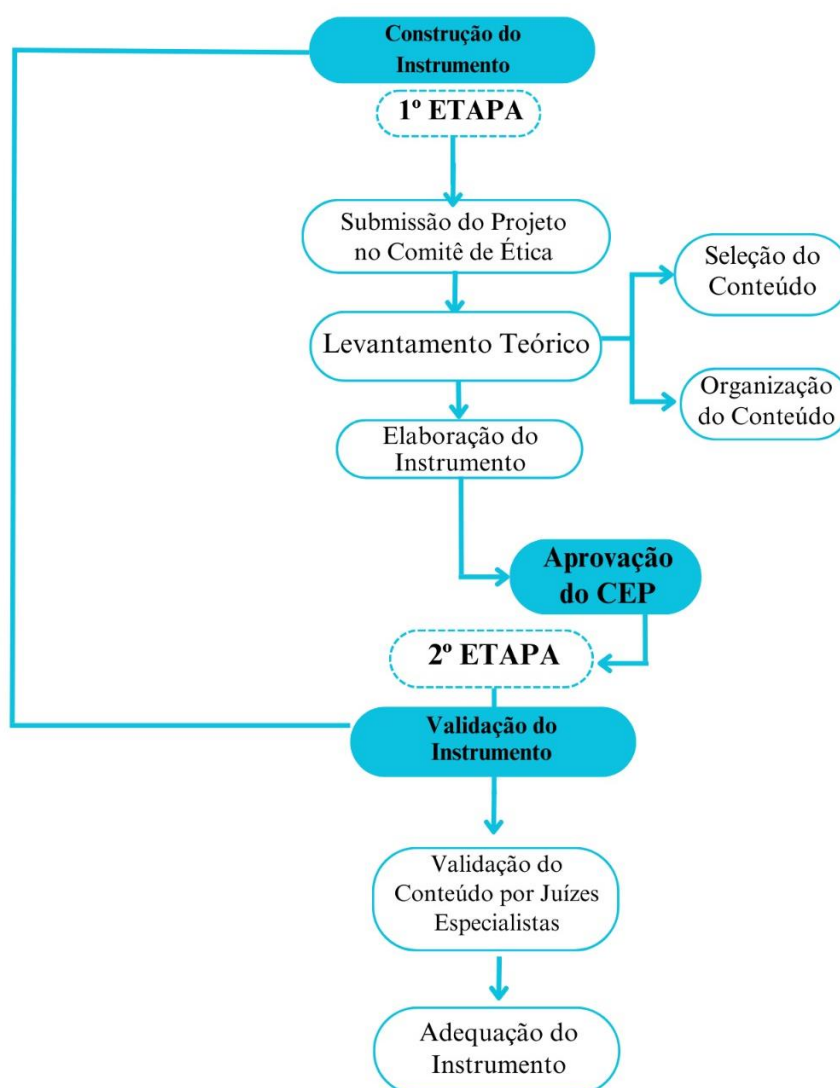 Construção do
Instrumento
1º ETAPA
Submissão do Projeto
no Comitê de Ética
Levantamento Teórico
Seleção do
Conteúdo
Organização
do Conteúdo
Elaboração do
Instrumento
Aprovação
do CEP
2º ETAPA
Validação do
Instrumento
Validação do
Conteúdo por Juízes
Especialistas
Adequação do
Instrumento